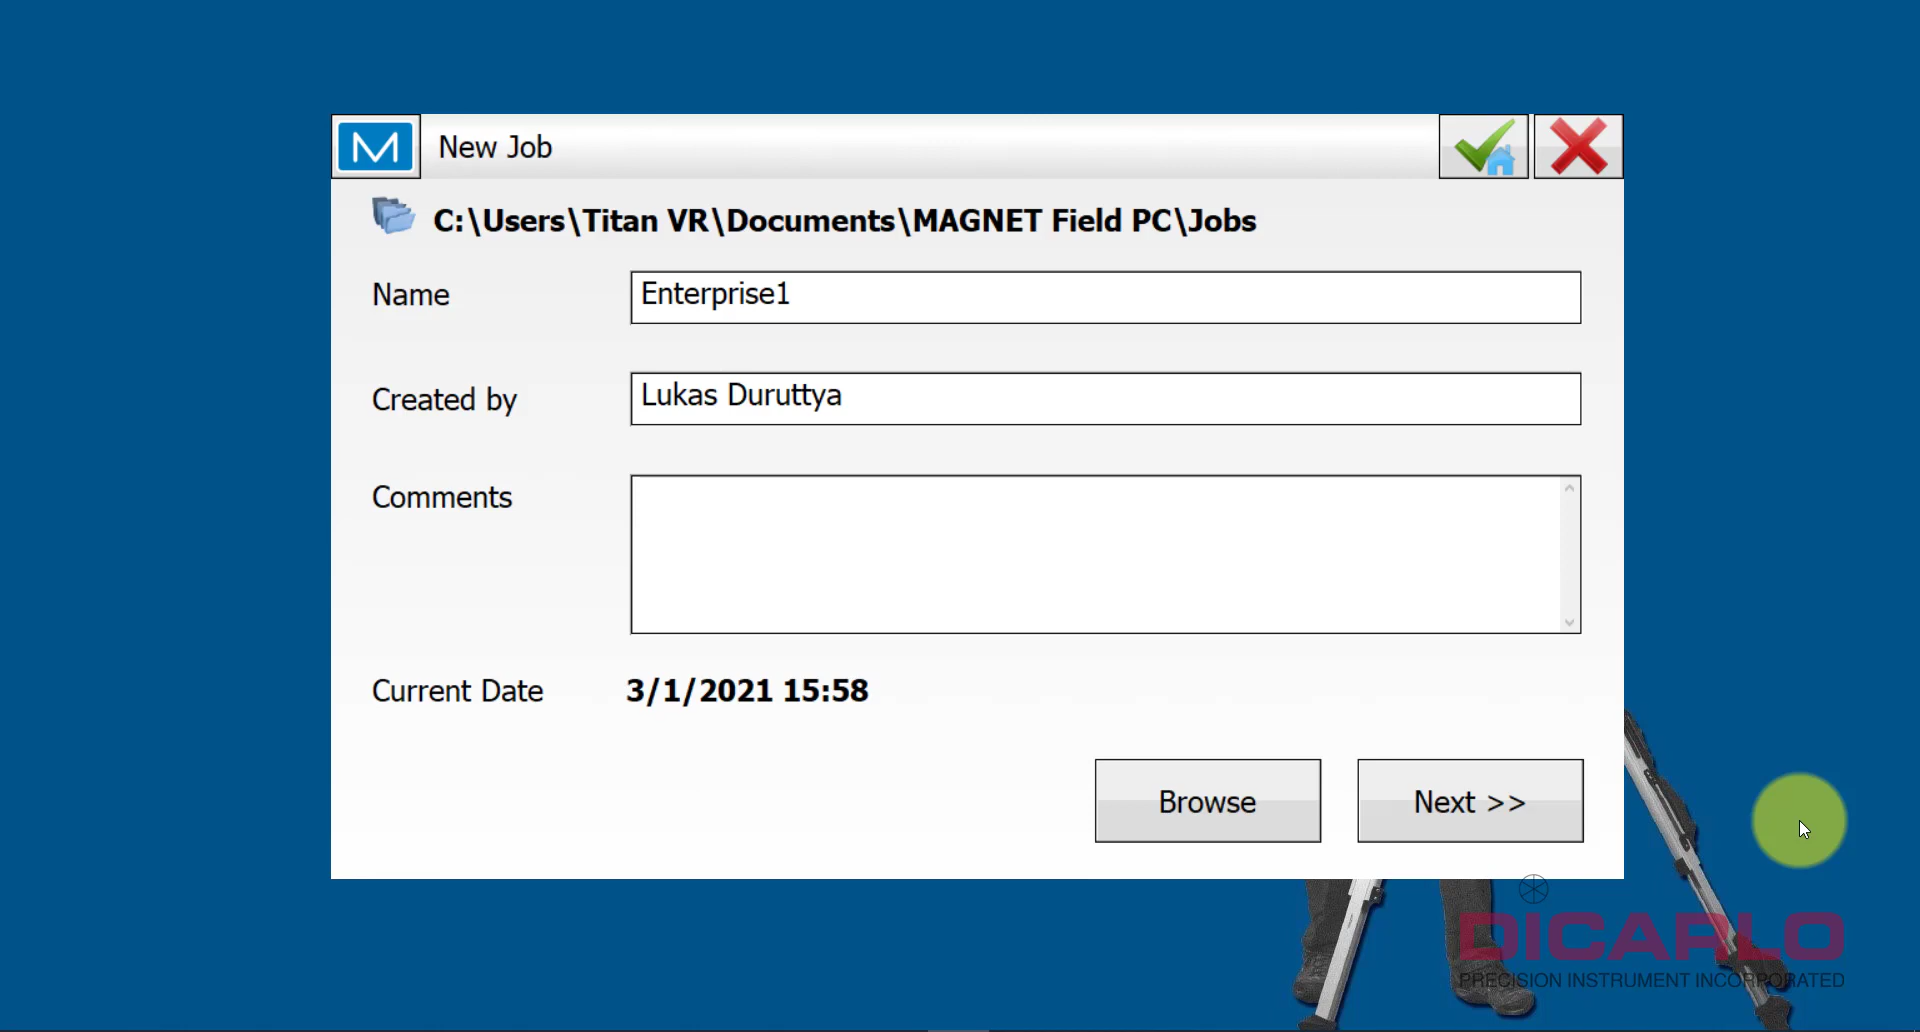 New Job
C:\Users\Titan VR\Documents\MAGNET Field PC\Jobs
Name
Enterprise1
Created by
Lukas Duruttya
Comments
Current Date
3/1/2021 15:58
Browse
Next >>
DICARLO
PRECISION INSTRUMENT INCORPORATED